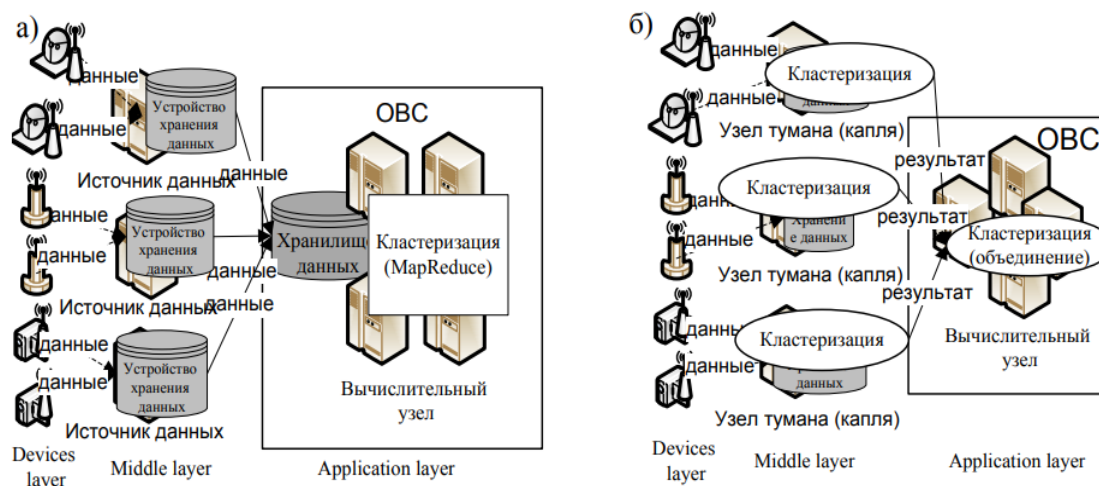 а)
данные
данные
Устройство
хранения
данных
Источник данных
данные
данные
данные
Устройство
хранения
данных
Источник данных
данные
данные
данные
данные
Устройство
хранения
данных
Источник данных
ОВС
Хранилище
данных
Кластеризация
(MapReduce)
Вычислительный
узел
Devices
layer
Middle layer
Application layer
б)
данные
данные
Кластеризация
данных
Узел тумана (капля)
Кластеризация
Хранени
е данных
данные
Узел тумана (капля)
данные
данные
Кластеризация
данных
Узел тумана (капля)
ОВС
результат
результат
результат
Кластеризация
(объединение)
Вычислительный
узел
Devices
layer
Middle layer
Application layer